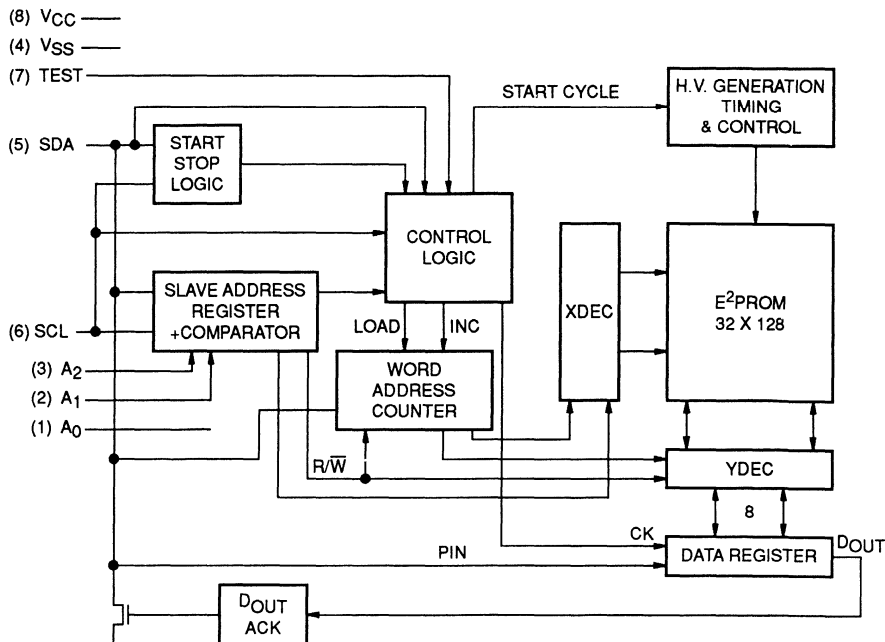 (8) VCC
(4) VSS
(7) TEST
(5) SDA
START
STOP
LOGIC
START CYCLE
H.V. GENERATION
TIMING
& CONTROL
CONTROL
LOGIC
SLAVE ADDRESS
REGISTER
+COMPARATOR
(6) SCL
LOAD
INC
XDEC
E²PROM
32 X 128
(3) A2
(2) A1
(1) A0
WORD
ADDRESS
COUNTER
R/W̅
YDEC
8
CK
PIN
DATA REGISTER
DOUT
DOUT
ACK